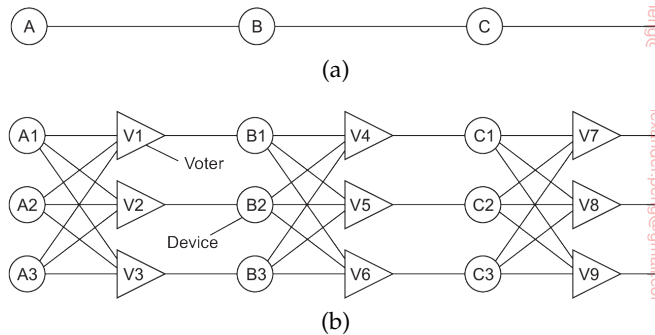 A B C
(a)
A1 V1 B1 V4 C1 V7
Voter
A2 V2 B2 V5 C2 V8
Device
A3 V3 B3 V6 C3 V9
(b)